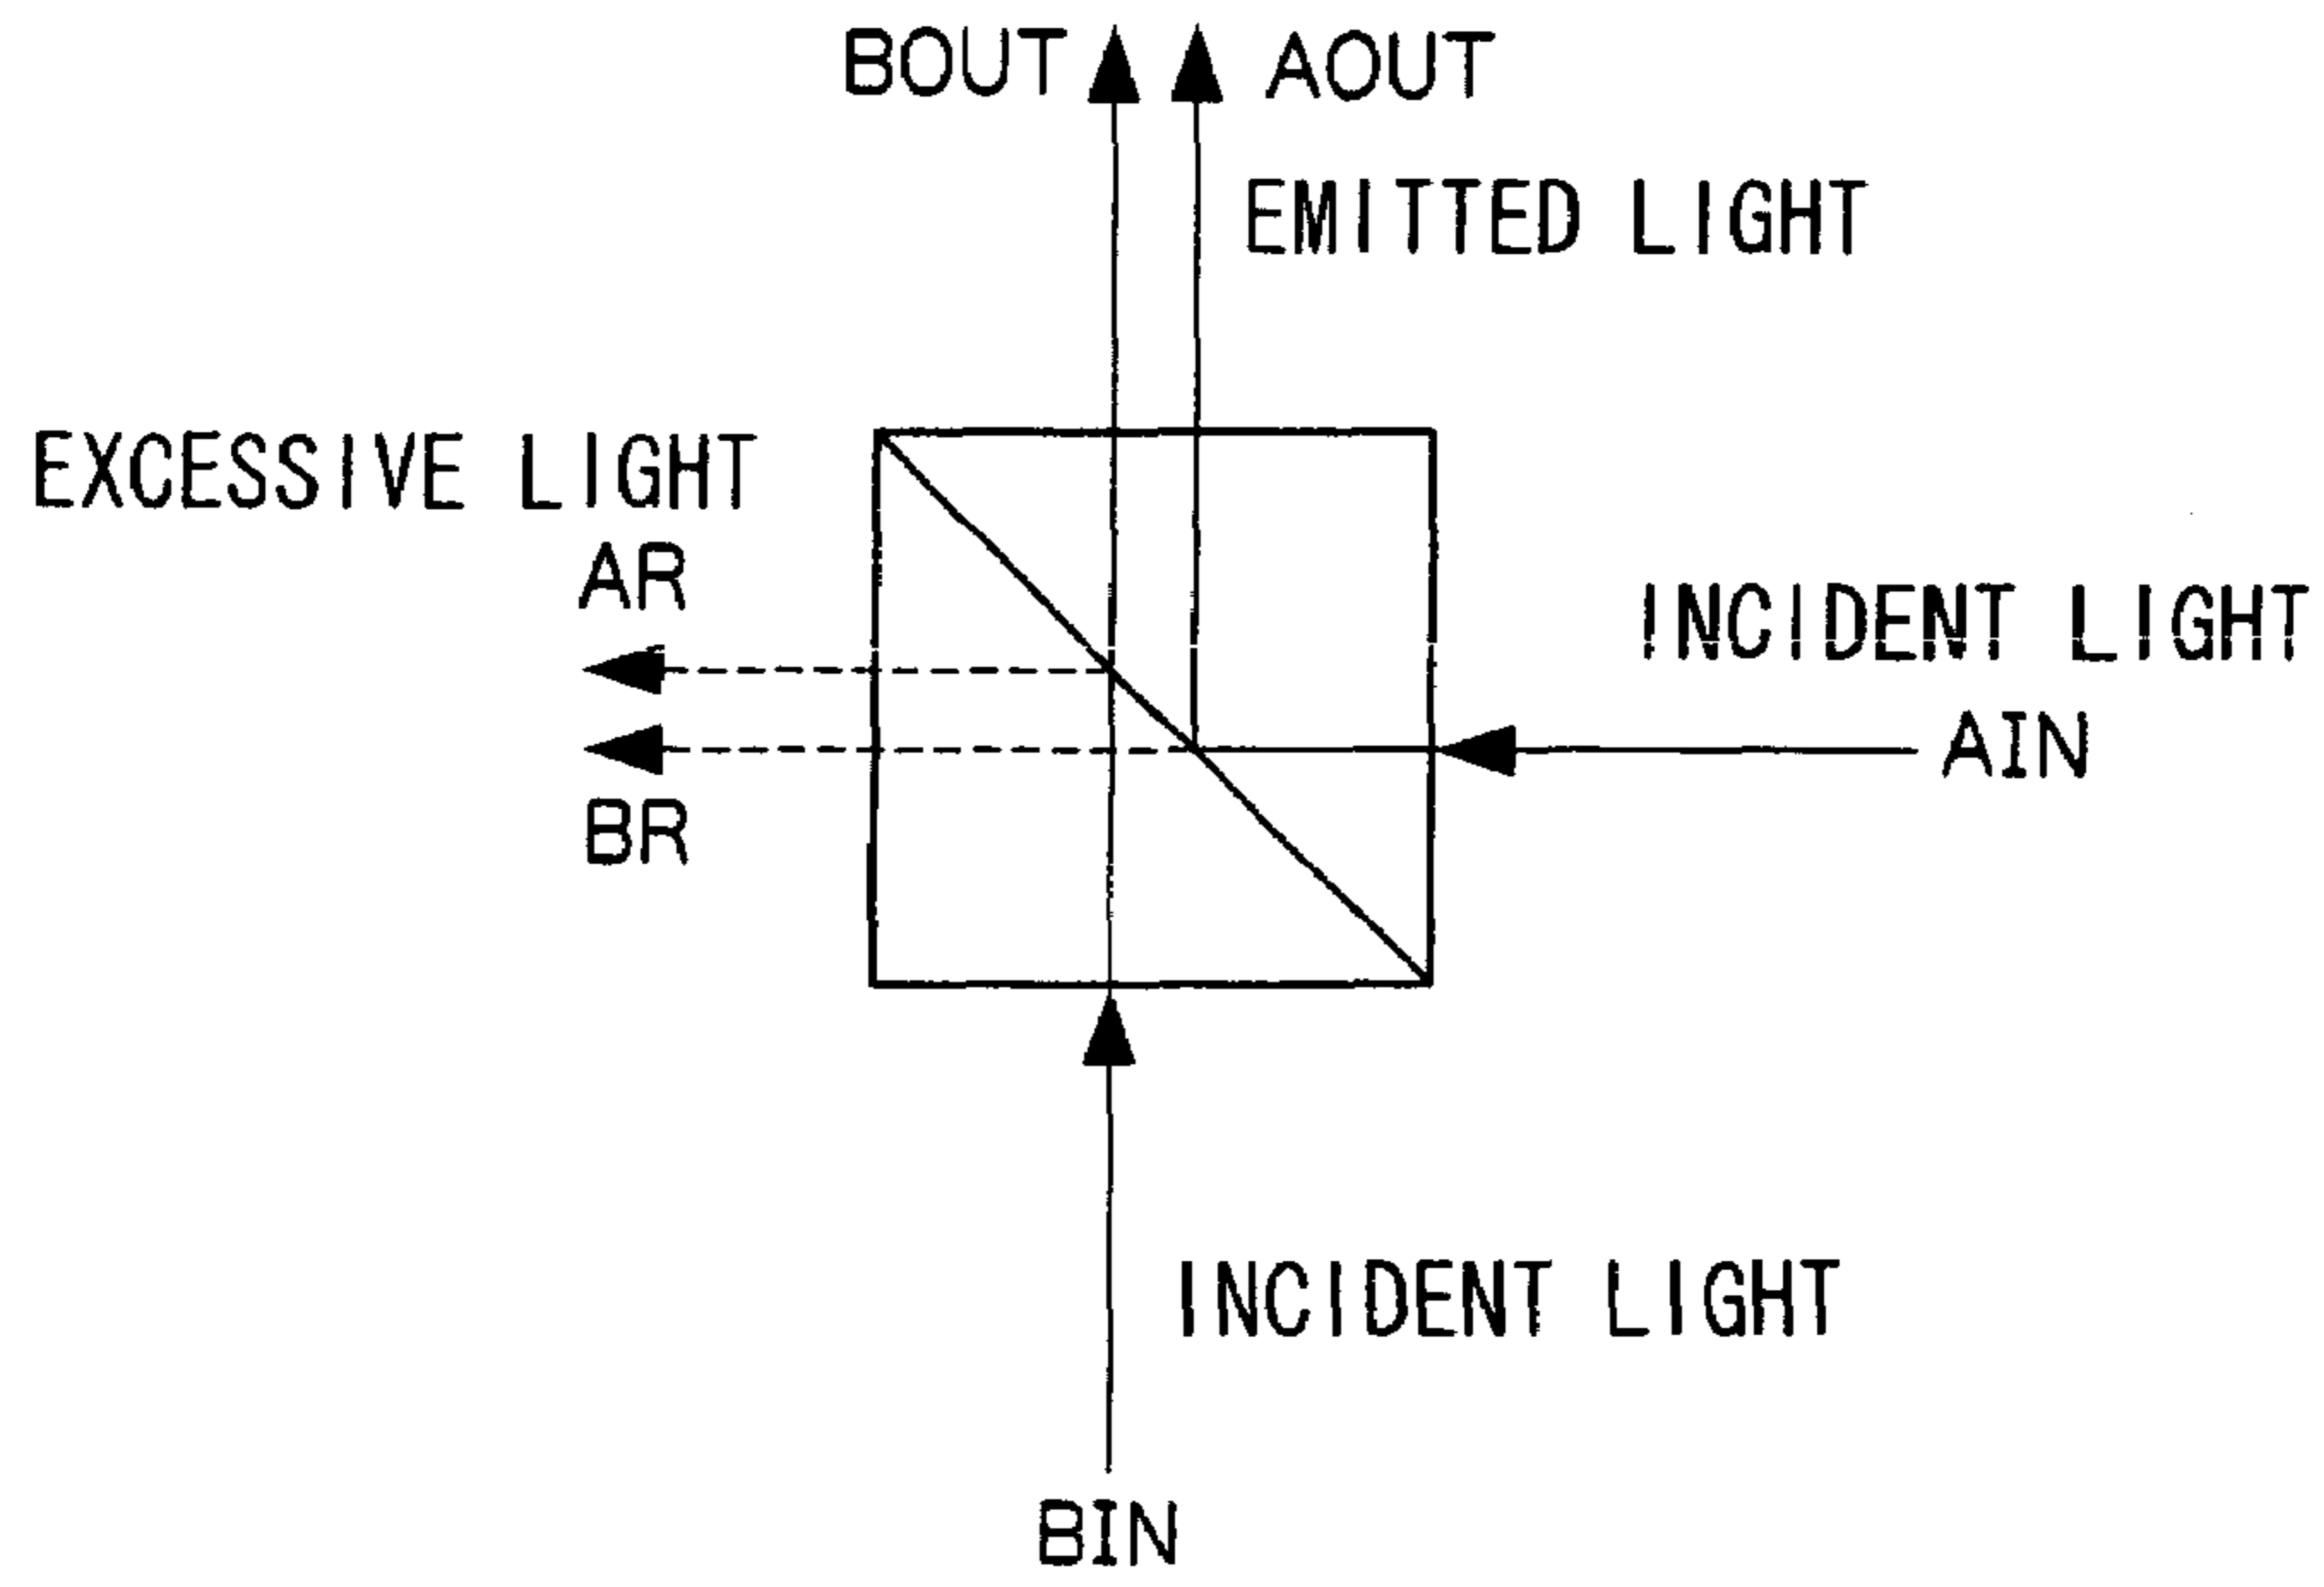 BOUT AOUT
EMITTED LIGHT
EXCESSIVE LIGHT
AR
INCIDENT LIGHT
AIN
BR
INCIDENT LIGHT
BIN